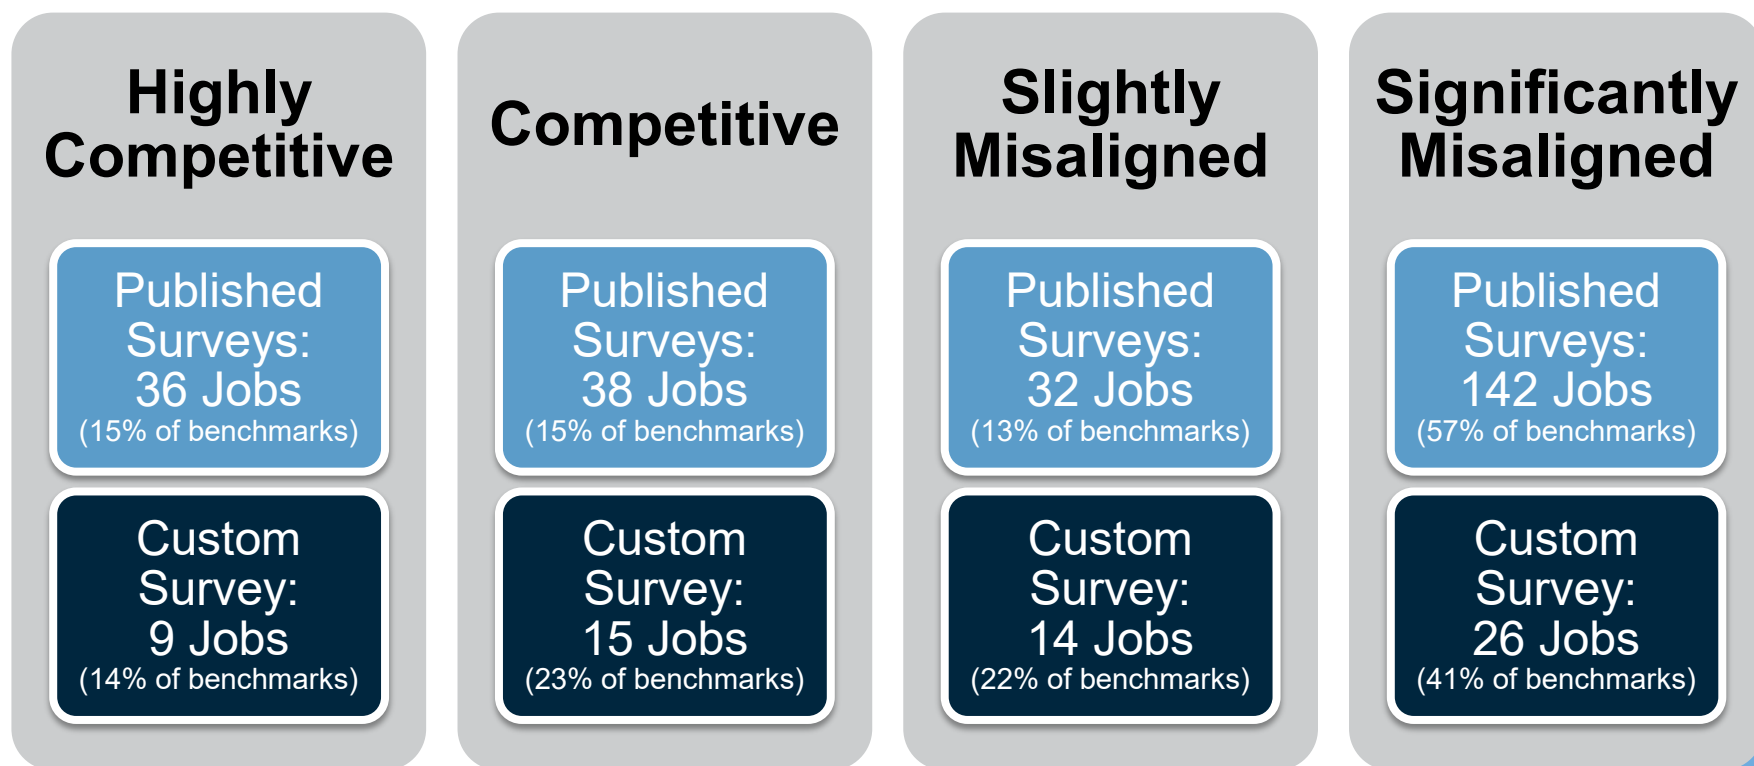 Highly
Competitive
Published
Surveys:
36 Jobs
(15% of benchmarks)
Custom
Survey:
9 Jobs
(14% of benchmarks)
Competitive
Published
Surveys:
38 Jobs
(15% of benchmarks)
Custom
Survey:
15 Jobs
(23% of benchmarks)
Slightly
Misaligned
Published
Surveys:
32 Jobs
(13% of benchmarks)
Custom
Survey:
14 Jobs
(22% of benchmarks)
Significantly
Misaligned
Published
Surveys:
142 Jobs
(57% of benchmarks)
Custom
Survey:
26 Jobs
(41% of benchmarks)